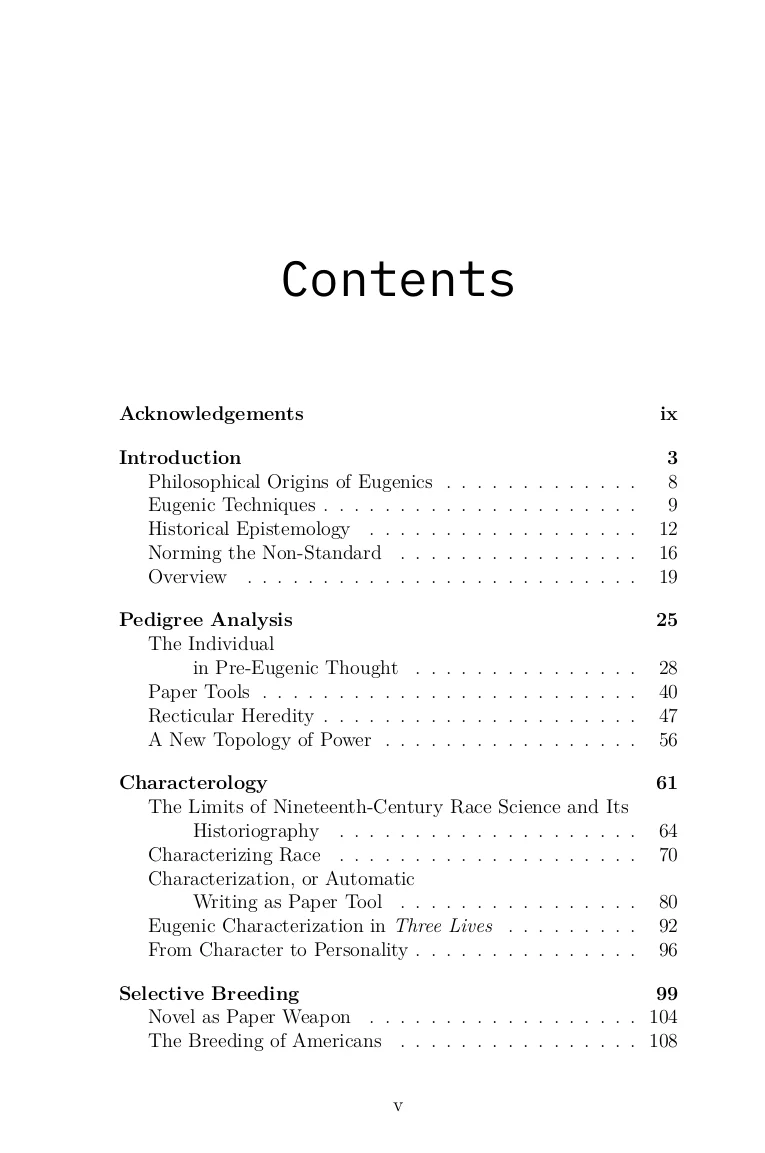 Contents
Acknowledgements ix
Introduction 3
Philosophical Origins of Eugenics . . . . . . . . . . . . . 8
Eugenic Techniques . . . . . . . . . . . . . . . . . . . . . 9
Historical Epistemology . . . . . . . . . . . . . . . . . . 12
Norming the Non-Standard . . . . . . . . . . . . . . . . 16
Overview . . . . . . . . . . . . . . . . . . . . . . . . . . 19
Pedigree Analysis 25
The Individual
in Pre-Eugenic Thought . . . . . . . . . . . . . . . 28
Paper Tools . . . . . . . . . . . . . . . . . . . . . . . . . 40
Recticular Heredity . . . . . . . . . . . . . . . . . . . . . 47
A New Topology of Power . . . . . . . . . . . . . . . . . 56
Characterology 61
The Limits of Nineteenth-Century Race Science and Its
Historiography . . . . . . . . . . . . . . . . . . . . 64
Characterizing Race . . . . . . . . . . . . . . . . . . . . 70
Characterization, or Automatic
Writing as Paper Tool . . . . . . . . . . . . . . . . 80
Eugenic Characterization in Three Lives . . . . . . . . . 92
From Character to Personality . . . . . . . . . . . . . . . 96
Selective Breeding 99
Novel as Paper Weapon . . . . . . . . . . . . . . . . . . 104
The Breeding of Americans . . . . . . . . . . . . . . . . 108
v